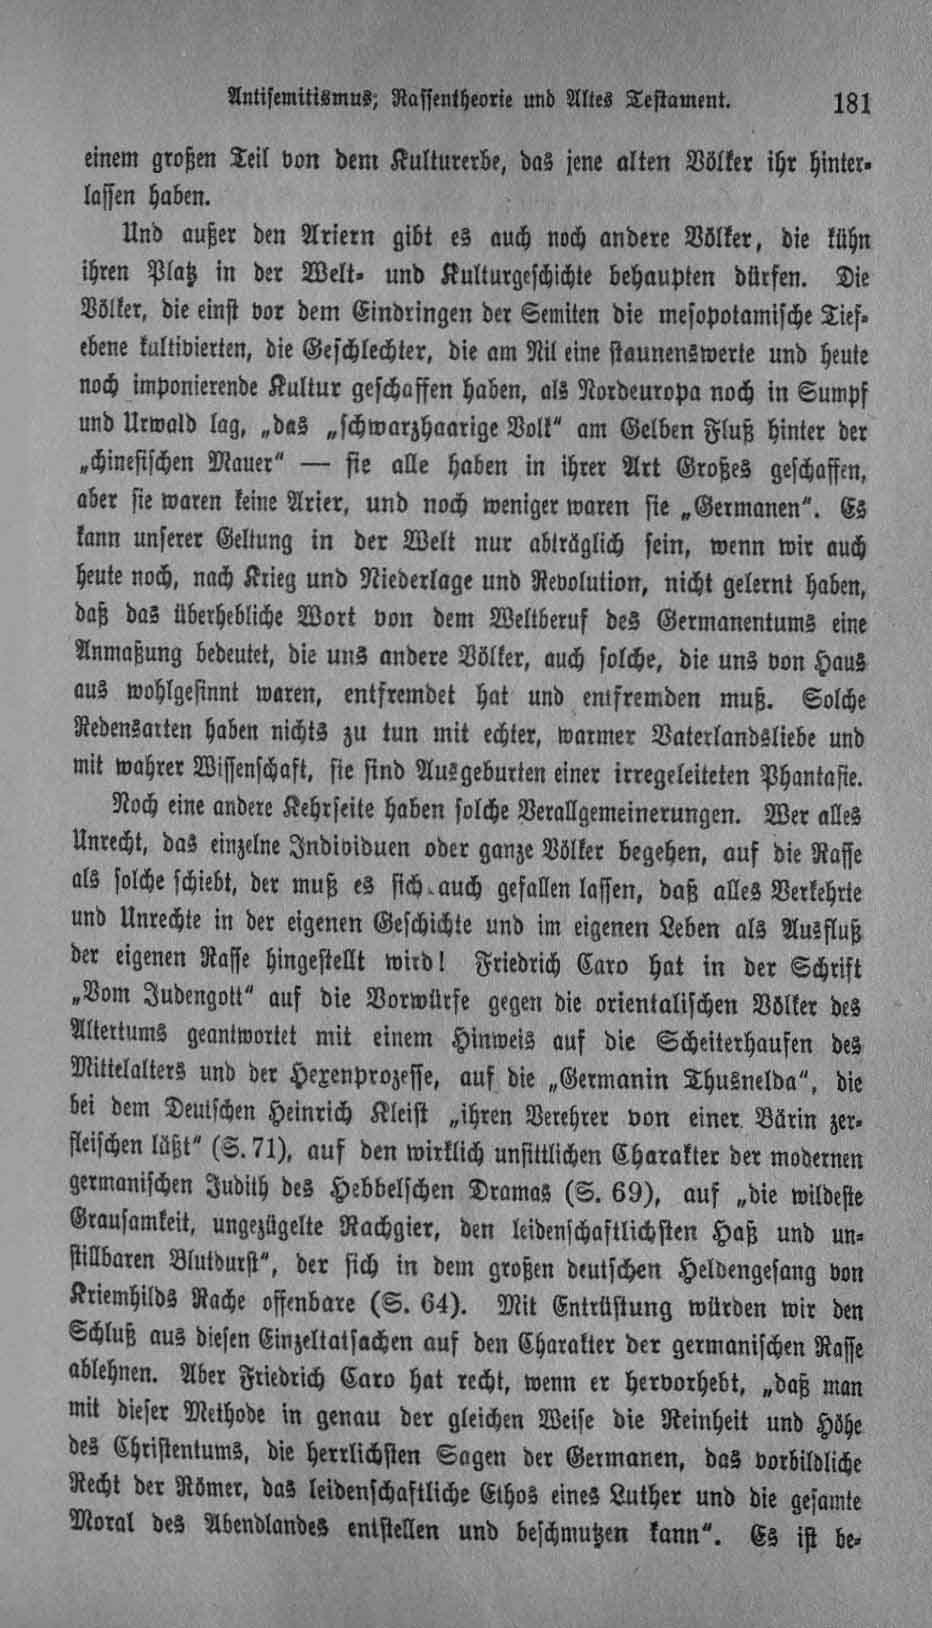 Antisemitismus, Rassentheorie und Altes Testament. 181
einem großen Teil von dem Kulturerbe, das jene alten Völker ihr hinter-
lassen haben.
Und außer den Ariern gibt es auch noch andere Völker, die kühn
ihren Platz in der Welt- und Kulturgeschichte behaupten dürfen. Die
Völker, die einst vor dem Eindringen der Semiten die mesopotamische Tief-
ebene kultivierten, die Geschlechter, die am Nil eine staunenswerte und heute
noch imponierende Kultur geschaffen haben, als Nordeuropa noch in Sumpf
und Urwald lag, „das „schwarzhaarige Volk“ am Gelben Fluß hinter der
„chinesischen Mauer“ — sie alle haben in ihrer Art Großes geschaffen,
aber sie waren keine Arier, und noch weniger waren sie „Germanen“. Es
kann unserer Geltung in der Welt nur abträglich sein, wenn wir auch
heute noch, nach Krieg und Niederlage und Revolution, nicht gelernt haben,
daß das überhebliche Wort von dem Weltberuf des Germanentums eine
Anmaßung bedeutet, die uns andere Völker, auch solche, die uns von Haus
aus wohlgesinnt waren, entfremdet hat und entfremden muß. Solche
Redensarten haben nichts zu tun mit echter, warmer Vaterlandsliebe und
mit wahrer Wissenschaft, sie sind Ausgeburten einer irregeleiteten Phantasie.
Noch eine andere Kehrseite haben solche Verallgemeinerungen. Wer alles
Unrecht, das einzelne Individuen oder ganze Völker begehen, auf die Rasse
als solche schiebt, der muß es sich auch gefallen lassen, daß alles Verkehrte
und Unrechte in der eigenen Geschichte und im eigenen Leben als Ausfluß
der eigenen Rasse hingestellt wird! Friedrich Caro hat in der Schrift
„Vom Judengott“ auf die Vorwürfe gegen die orientalischen Völker des
Altertums geantwortet mit einem Hinweis auf die Scheiterhaufen des
Mittelalters und der Hexenprozesse, auf die „Germanin Thusnelda“, die
bei dem Deutschen Heinrich Kleist „ihren Verehrer von einer Bärin zer-
fleischen läßt“ (S. 71), auf den wirklich unsittlichen Charakter der modernen
germanischen Judith des Hebbelschen Dramas (S. 69), auf „die wildeste
Grausamkeit, ungezügelte Rachgier, den leidenschaftlichsten Haß und un-
stillbaren Blutdurst“, der sich in dem großen deutschen Heldengesang von
Kriemhilds Rache offenbare (S. 64). Mit Entrüstung würden wir den
Schluß aus diesen Einzeltatsachen auf den Charakter der germanischen Rasse
ablehnen. Aber Friedrich Caro hat recht, wenn er hervorhebt, „daß man
mit dieser Methode in genau der gleichen Weise die Reinheit und Höhe
des Christentums, die herrlichsten Sagen der Germanen, das vorbildliche
Recht der Römer, das leidenschaftliche Ethos eines Luther und die gesamte
Moral des Abendlandes entstellen und beschmutzen kann“. Es ist be-